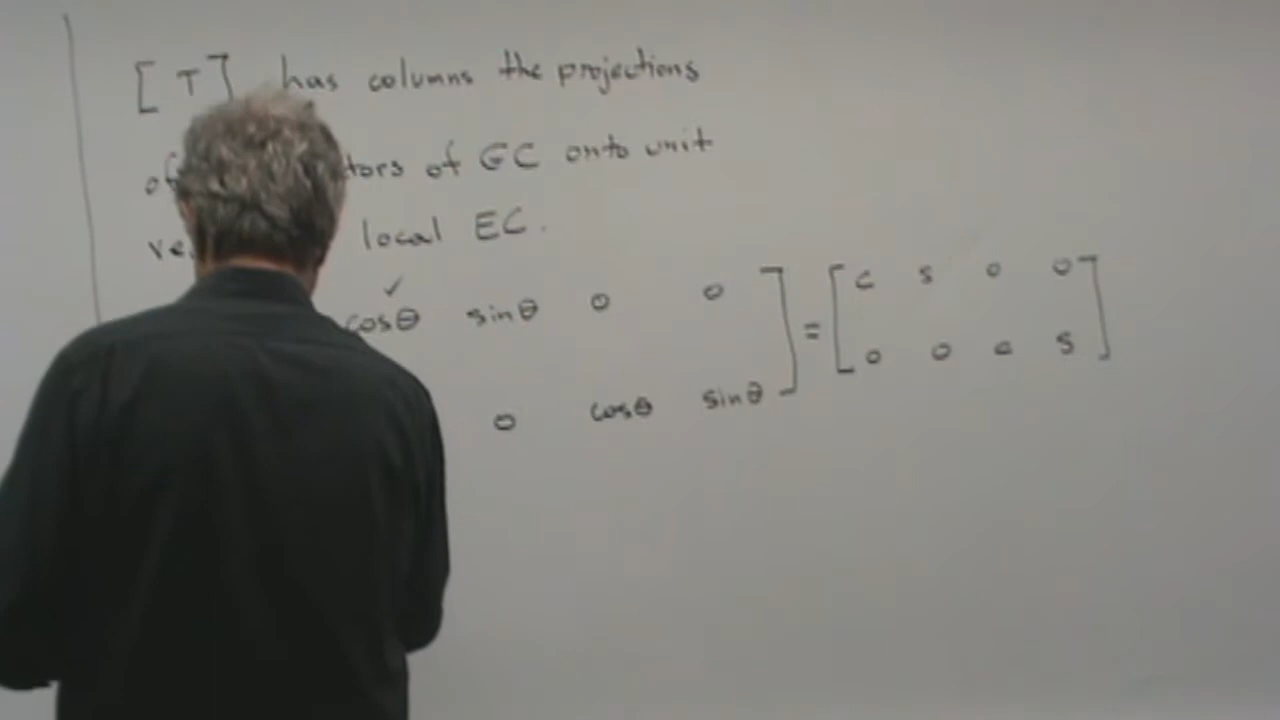 [T] has columns the projections
of tors of GC onto unit
ve local EC.
cosθ sinθ 0 0 ] = [ c s 0 0 ]
0 cosθ sinθ 0 0 c s